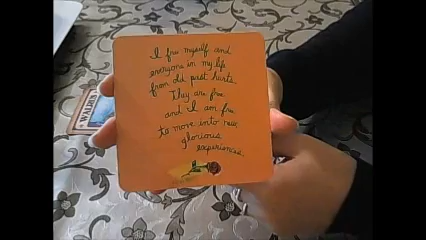 I free myself and
everyone in my life
from old past hurts.
They are free
and I am free
to move into new
glorious
experiences.